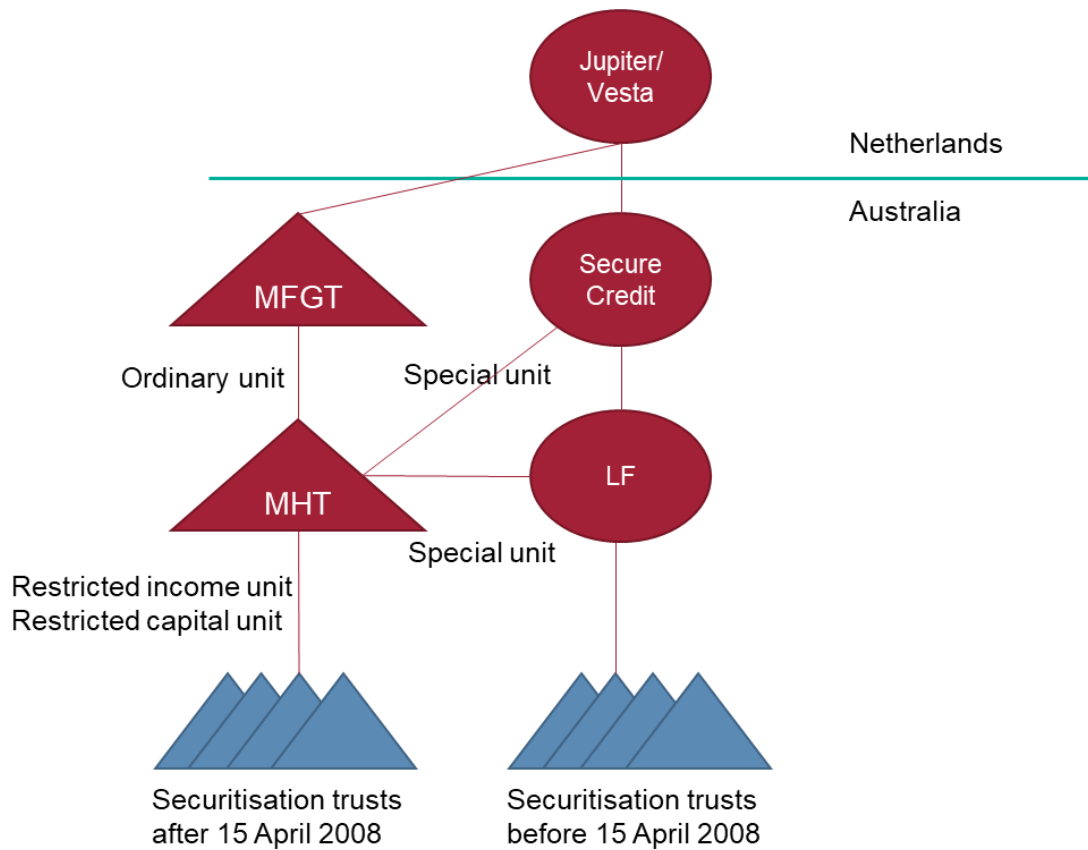 Jupiter/
Vesta
Netherlands
Australia
Secure
Credit
MFGT
Ordinary unit
Special unit
LF
MHT
Special unit
Restricted income unit
Restricted capital unit
Securitisation trusts
after 15 April 2008
Securitisation trusts
before 15 April 2008